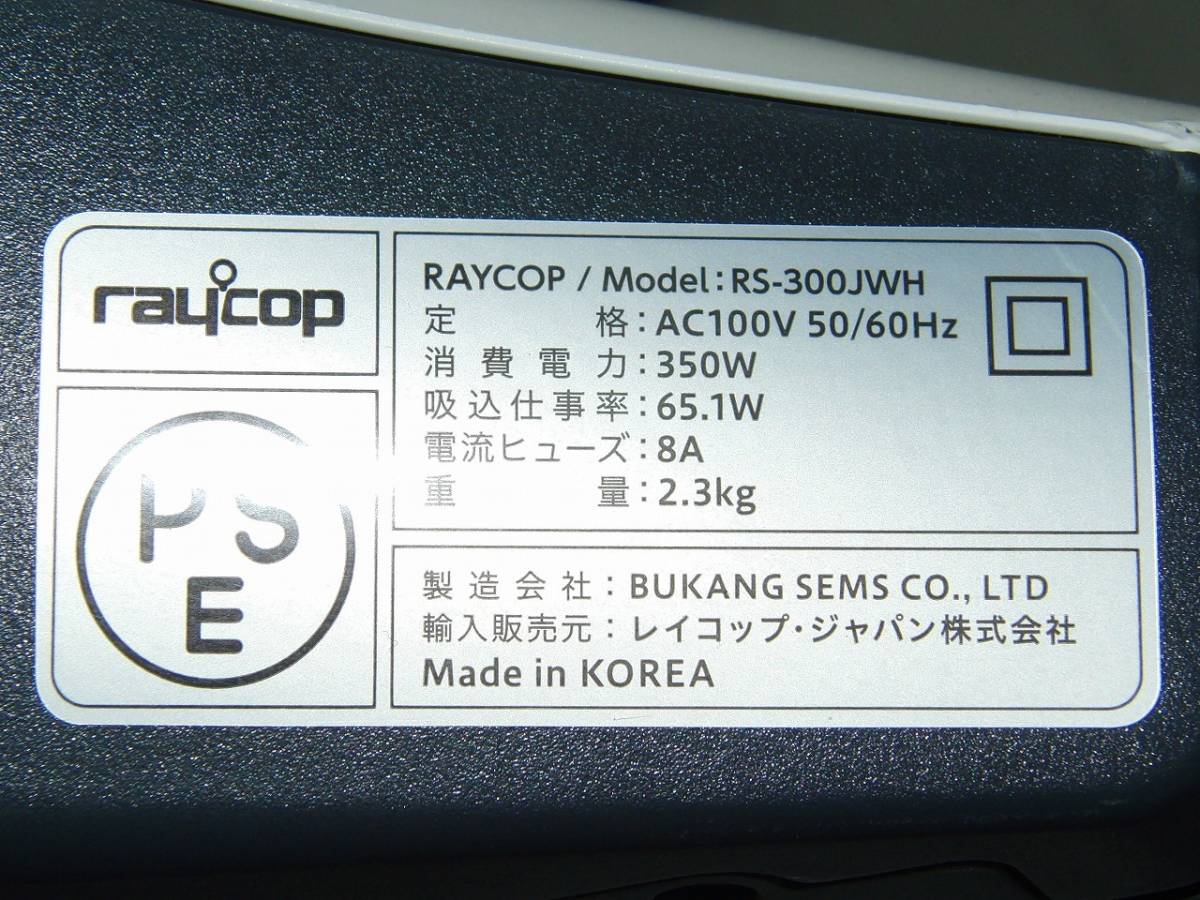 raycop
PS
E
RAYCOP / Model:RS-300JWH
定格:AC100V 50/60Hz
消費電力:350W
吸込仕事率:65.1W
電流ヒューズ:8A
重量:2.3kg
製造会社:BUKANG SEMS CO., LTD
輸入販売元:レイコップ・ジャパン株式会社
Made in KOREA